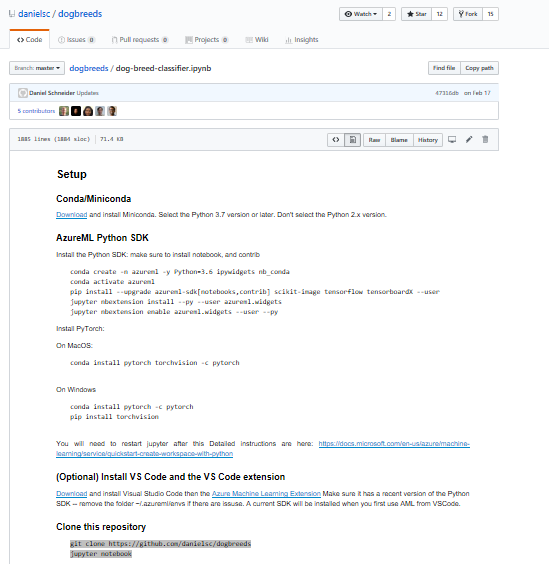 danielsc / dogbreeds
Watch 2 Star 12 Fork 15
Code Issues 0 Pull requests 0 Projects 0 Wiki Insights
Branch: master dogbreeds / dog-breed-classifier.ipynb Find file Copy path
Daniel Schneider Updates 47356db on Feb 17
5 contributors
1885 lines (1884 sloc) 71.4 KB Raw Blame History
Setup
Conda/Miniconda
Download and install Miniconda. Select the Python 3.7 version or later. Don't select the Python 2.x version.
AzureML Python SDK
Install the Python SDK: make sure to install notebook, and contrib
conda create -n azureml -y Python=3.6 ipywidgets nb_conda
conda activate azureml
pip install --upgrade azureml-sdk[notebooks,contrib] scikit-image tensorflow tensorboardX --user
jupyter nbextension install --py --user azureml.widgets
jupyter nbextension enable azureml.widgets --user --py
Install PyTorch:
On MacOS:
conda install pytorch torchvision -c pytorch
On Windows
conda install pytorch -c pytorch
pip install torchvision
You will need to restart jupyter after this Detailed instructions are here: https://docs.microsoft.com/en-us/azure/machine-
learning/service/quickstart-create-workspace-with-python
(Optional) Install VS Code and the VS Code extension
Download and install Visual Studio Code then the Azure Machine Learning Extension Make sure it has a recent version of the Python
SDK -- remove the folder ~/.azureml/envs if there are issuse. A current SDK will be installed when you first use AML from VSCode.
Clone this repository
git clone https://github.com/danielsc/dogbreeds
jupyter notebook